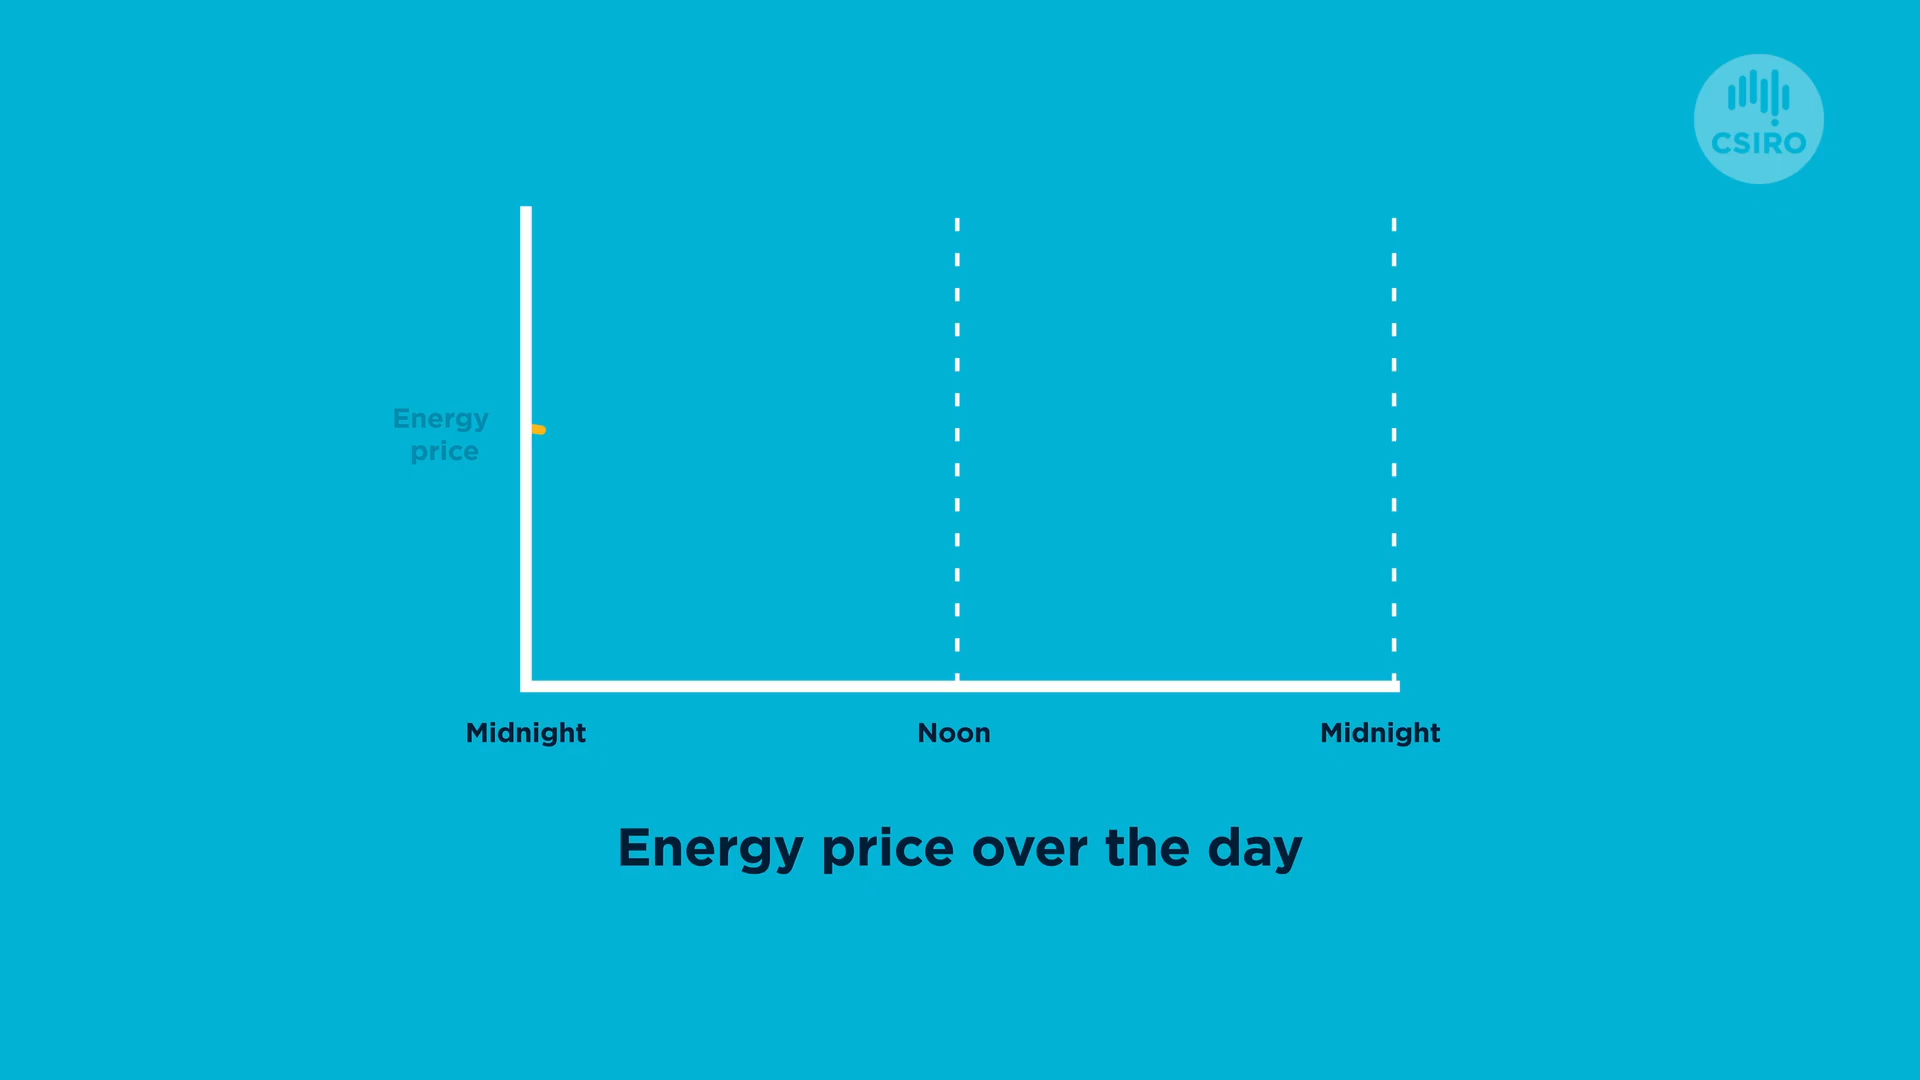 CSIRO
Energy
price
Midnight Noon Midnight
Energy price over the day